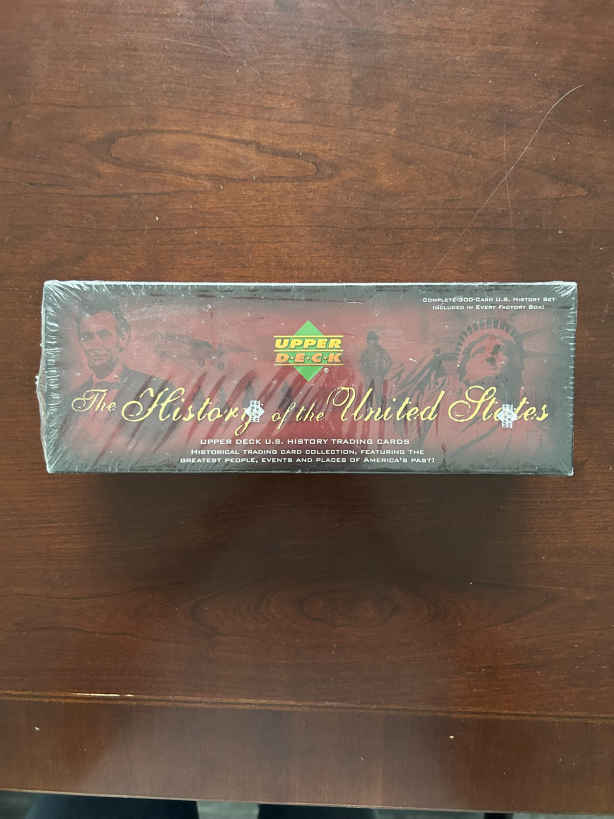 COMPLETE 300-CARD U.S. HISTORY SET
(INCLUDED IN EVERY FACTORY BOX)
UPPER
D·E·C·K
®
The History of the United States
UPPER DECK U.S. HISTORY TRADING CARDS
HISTORICAL TRADING CARD COLLECTION, FEATURING THE
GREATEST PEOPLE, EVENTS AND PLACES OF AMERICA'S PAST!